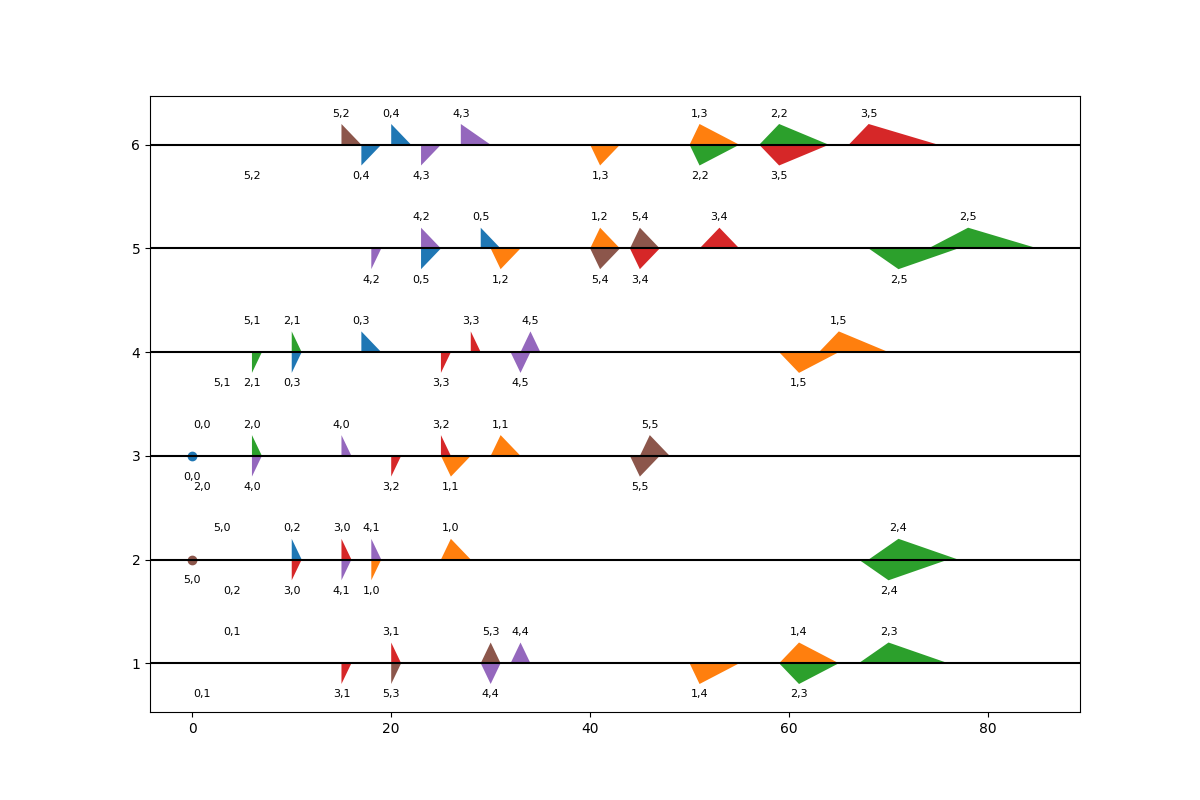 5,2 0,4 4,3 1,3 2,2 3,5
6
5,2 0,4 4,3 1,3 2,2 3,5
4,2 0,5 1,2 5,4 3,4 2,5
5
4,2 0,5 1,2 5,4 3,4 2,5
5,1 2,1 0,3 3,3 4,5 1,5
4
5,1 2,1 0,3 3,3 4,5 1,5
0,0 2,0 4,0 3,2 1,1 5,5
3
0,0
2,0 4,0 3,2 1,1 5,5
5,0 0,2 3,0 4,1 1,0 2,4
2
5,0
0,2 3,0 4,1 1,0 2,4
0,1 3,1 5,3 4,4 1,4 2,3
1
0,1 3,1 5,3 4,4 1,4 2,3
0 20 40 60 80